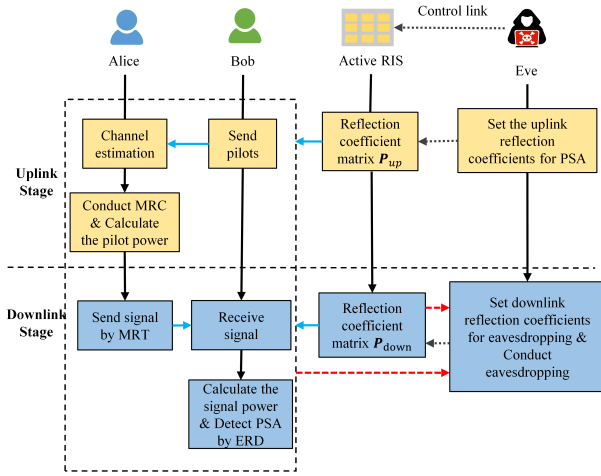 Control link
Alice
Bob
Active RIS
Eve
Uplink
Stage
Channel
estimation
Send
pilots
Reflection
coefficient
matrix P_up
Set the uplink
reflection
coefficients for PSA
Conduct MRC
& Calculate
the pilot power
Downlink
Stage
Send signal
by MRT
Receive
signal
Reflection
coefficient
matrix P_down
Set downlink
reflection coefficients
for eavesdropping &
Conduct
eavesdropping
Calculate the
signal power
& Detect PSA
by ERD